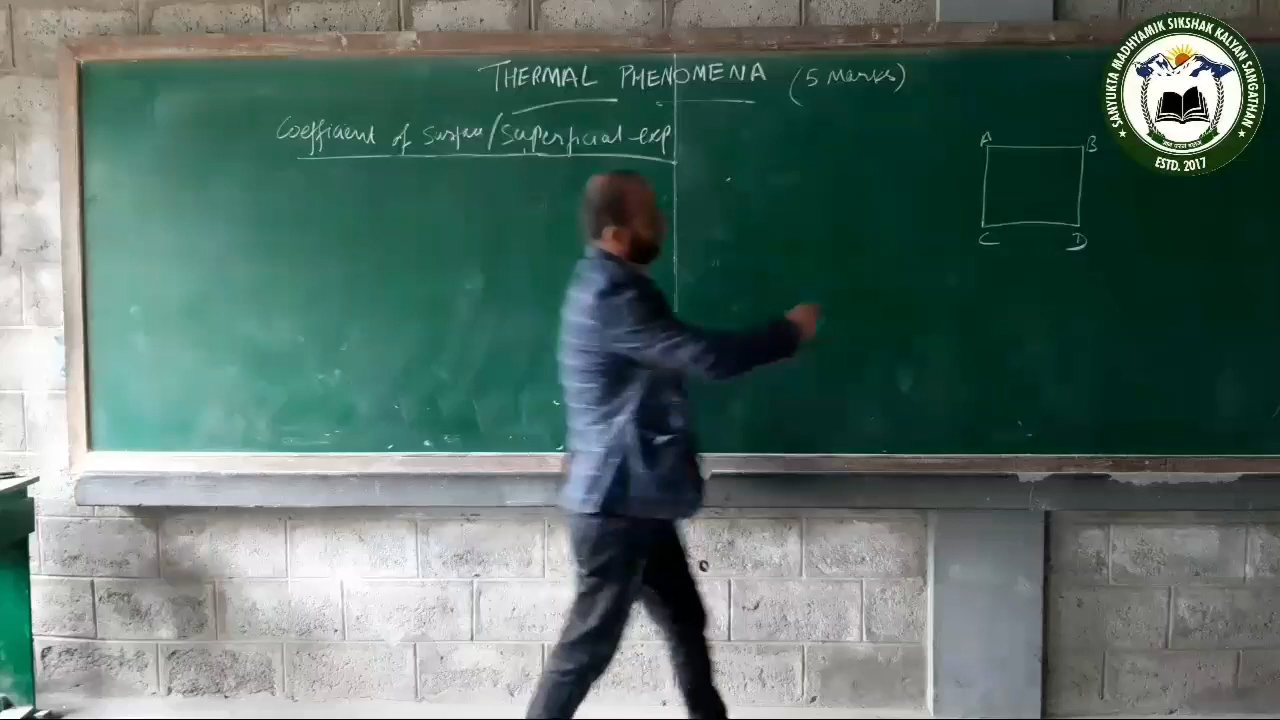 THERMAL PHENOMENA (5 Marks)
Coefficient of Surface/Superficial exp
A B
C D
SANYUKTA MADHYAMIK SIKSHAK KALYAN SANGATHAN
ESTD. 2017